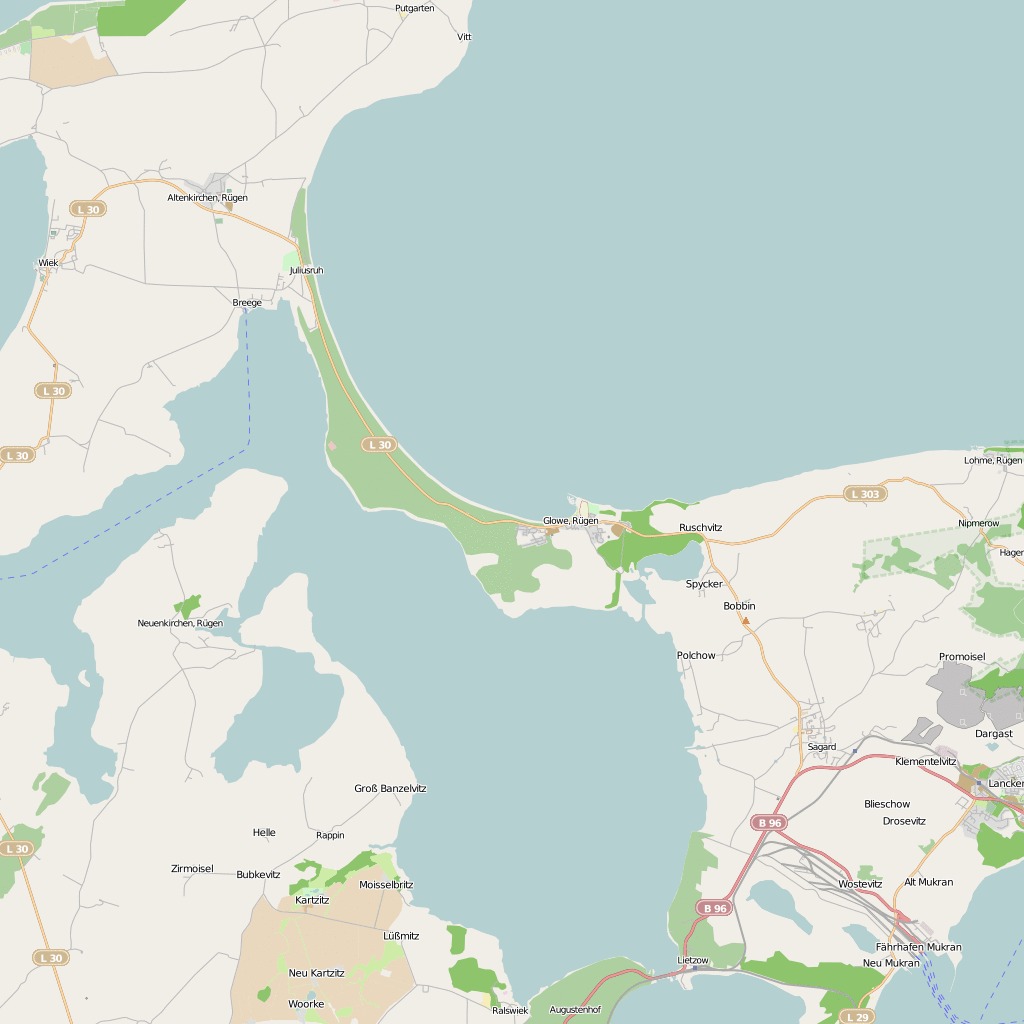 Putgarten
Vitt
Altenkirchen, Rügen
L 30
Wiek
Juliusruh
Breege
L 30
L 30
L 30
Lohme, Rügen
L 303
Glowe, Rügen
Ruschvitz
Nipmerow
Hager
Spycker
Bobbin
Neuenkirchen, Rügen
Polchow
Promoisel
Dargast
Sagard
Klementelvitz
Lancken
Groß Banzelvitz
Blieschow
Drosevitz
B 96
Helle
Rappin
L 30
Zirmoisel
Bubkevitz
Moisselbritz
Wostevitz
Alt Mukran
Kartzitz
B 96
Lüßmitz
Fährhafen Mukran
L 30
Lietzow
Neu Mukran
Neu Kartzitz
Woorke
Ralswiek
Augustenhof
L 29